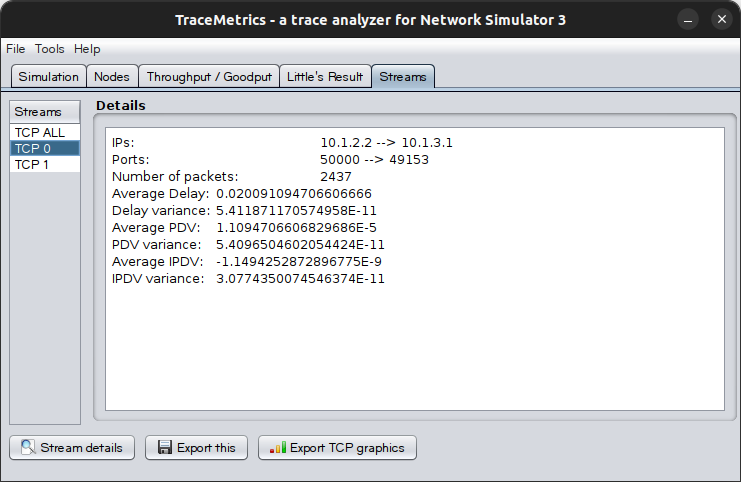 TraceMetrics - a trace analyzer for Network Simulator 3
File Tools Help
Simulation Nodes Throughput / Goodput Little's Result Streams
Streams
TCP ALL
TCP 0
TCP 1
Details
IPs: 10.1.2.2 --> 10.1.3.1
Ports: 50000 --> 49153
Number of packets: 2437
Average Delay: 0.020091094706606666
Delay variance: 5.411871170574958E-11
Average PDV: 1.1094706606829686E-5
PDV variance: 5.4096504602054424E-11
Average IPDV: -1.1494252872896775E-9
IPDV variance: 3.0774350074546374E-11
Stream details Export this Export TCP graphics